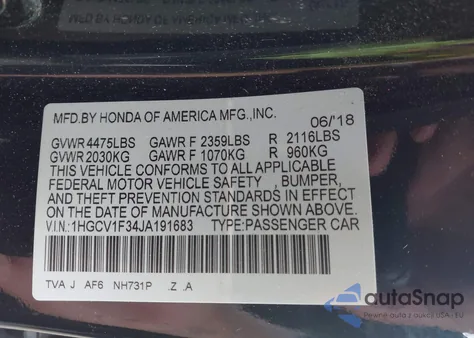 MFD.BY HONDA OF AMERICA MFG.,INC. 06/'18
GVWR 4475LBS GAWR F 2359LBS R 2116LBS
GVWR 2030KG GAWR F 1070KG R 960KG
THIS VEHICLE CONFORMS TO ALL APPLICABLE
FEDERAL MOTOR VEHICLE SAFETY , BUMPER,
AND THEFT PREVENTION STANDARDS IN EFFECT
ON THE DATE OF MANUFACTURE SHOWN ABOVE.
V.I.N.:1HGCV1F34JA191683 TYPE:PASSENGER CAR
TVA J AF6 NH731P .Z .A
autoSnap